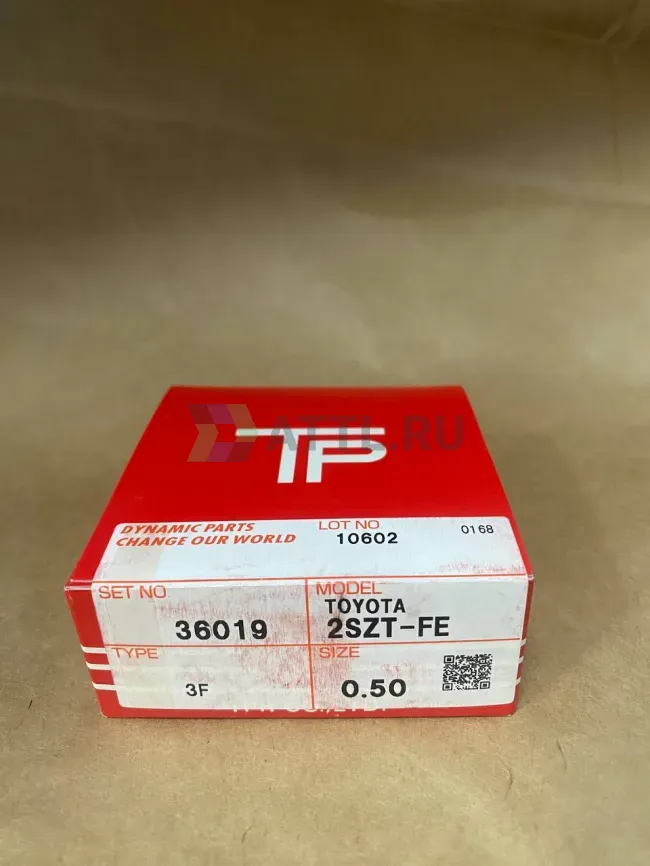 ATTL.RU
TP
DYNAMIC PARTS
CHANGE OUR WORLD
LOT NO
10602
0168
SET NO.
36019
MODEL
TOYOTA
2SZT-FE
TYPE
3F
SIZE
0.50